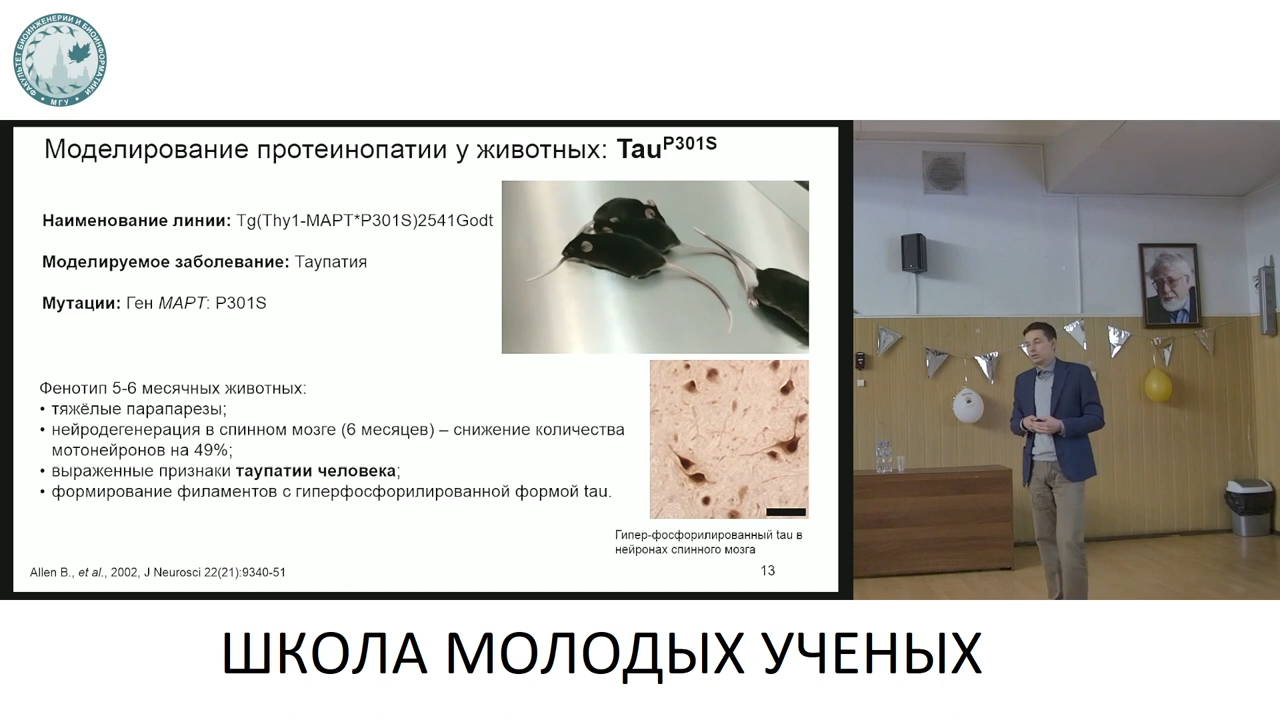 ФАКУЛЬТЕТ БИОИНЖЕНЕРИИ И БИОИНФОРМАТИКИ
МГУ
Моделирование протеинопатии у животных: Tau^P301S
Наименование линии: Tg(Thy1-MAPT*P301S)2541Godt
Моделируемое заболевание: Таупатия
Мутации: Ген MAPT: P301S
Фенотип 5-6 месячных животных:
• тяжёлые парапарезы;
• нейродегенерация в спинном мозге (6 месяцев) – снижение количества
мотонейронов на 49%;
• выраженные признаки таупатии человека;
• формирование филаментов с гиперфосфорилированной формой tau.
Гипер-фосфорилированный tau в
нейронах спинного мозга
Allen B., et al., 2002, J Neurosci 22(21):9340-51
13
ШКОЛА МОЛОДЫХ УЧЕНЫХ